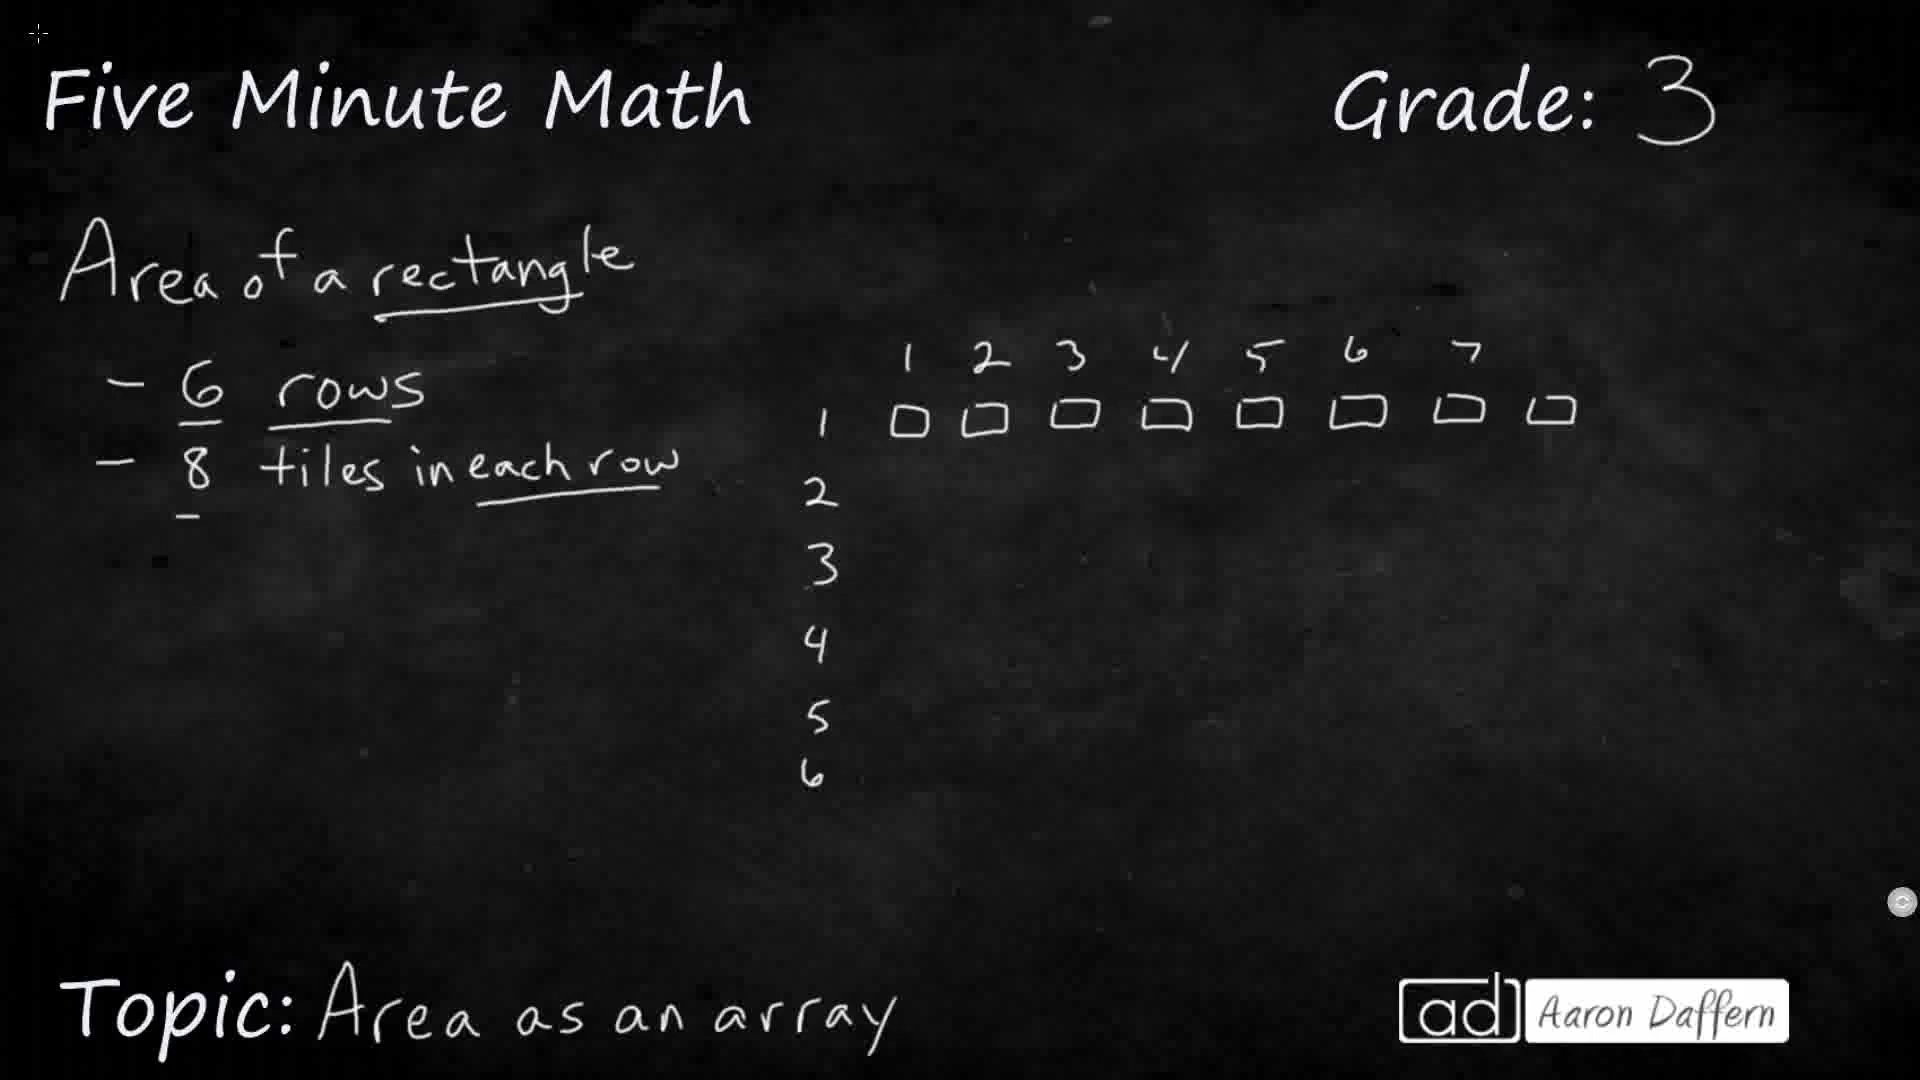 Five Minute Math
Grade: 3
Area of a rectangle
- 6 rows
- 8 tiles in each row
1 2 3 4 5 6 7
1
2
3
4
5
6
Topic: Area as an array
ad Aaron Daffern